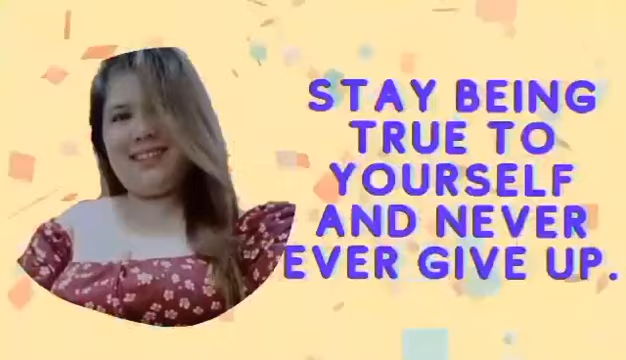 STAY BEING
TRUE TO
YOURSELF
AND NEVER
EVER GIVE UP.